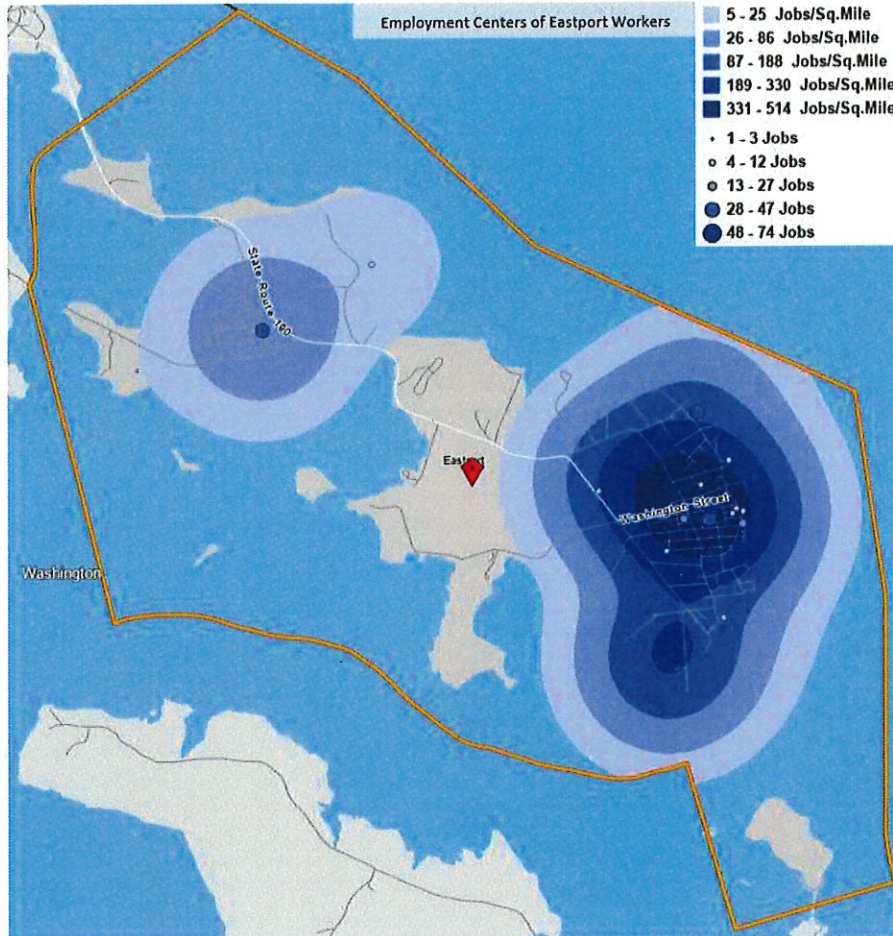 Employment Centers of Eastport Workers
5 - 25 Jobs/Sq.Mile
26 - 86 Jobs/Sq.Mile
87 - 188 Jobs/Sq.Mile
189 - 330 Jobs/Sq.Mile
331 - 514 Jobs/Sq.Mile
1 - 3 Jobs
4 - 12 Jobs
13 - 27 Jobs
28 - 47 Jobs
48 - 74 Jobs
State Route 190
Eastport
Washington Street
Washington